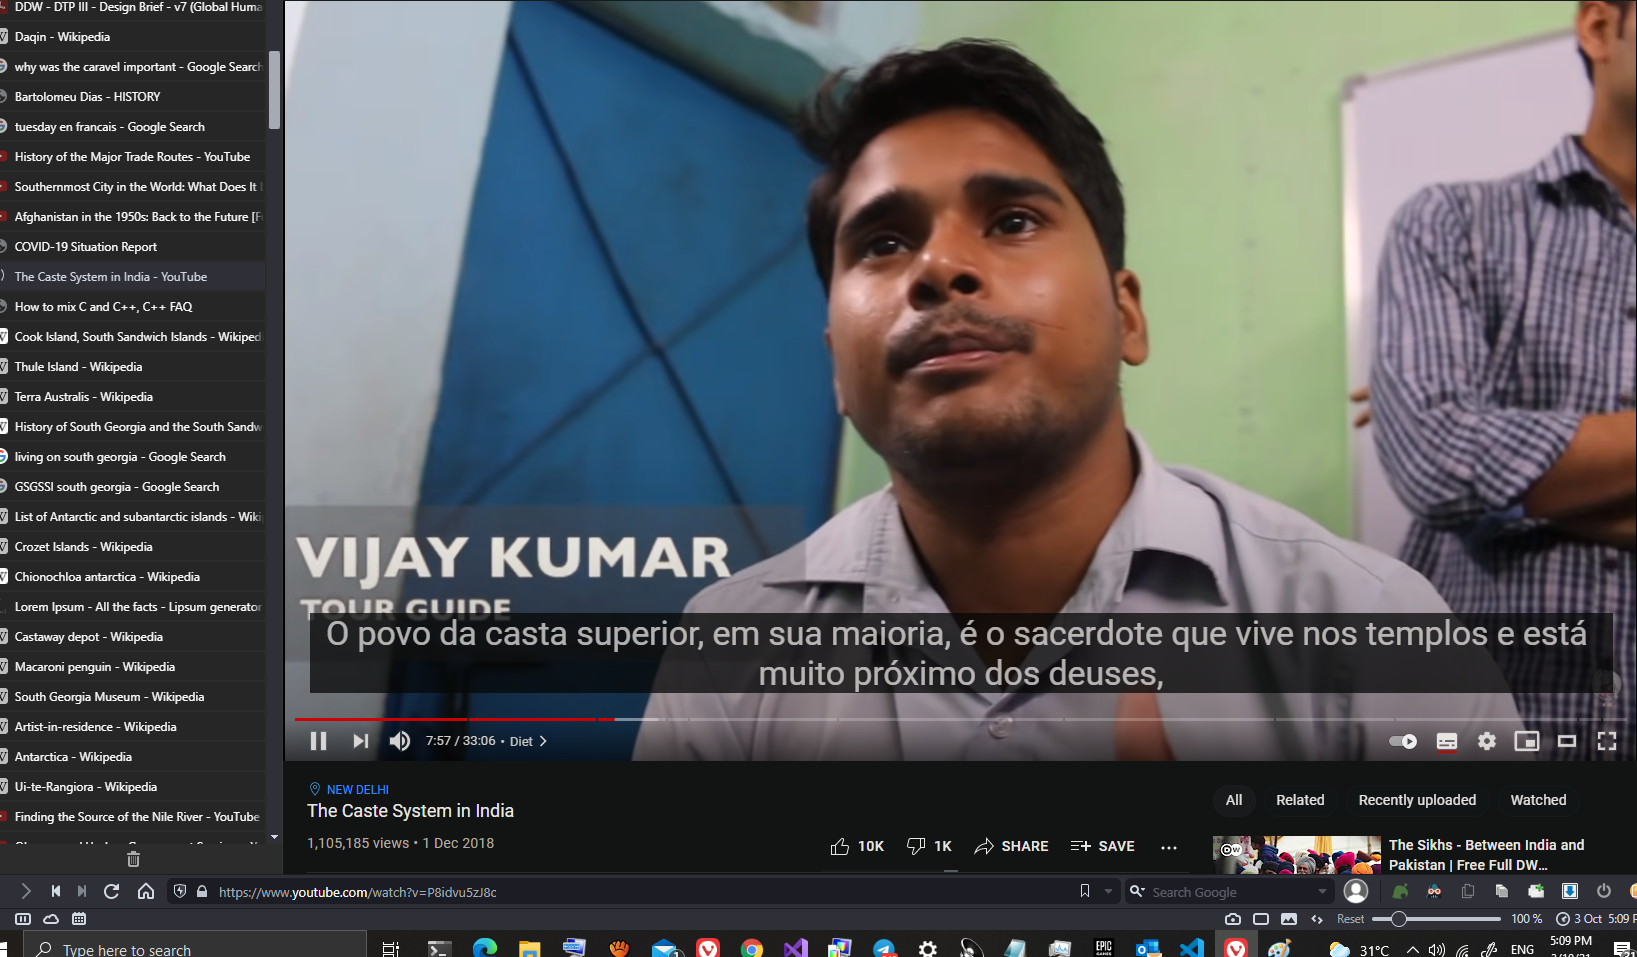 DDW - DTP III - Design Brief - v7 (Global Huma
Daqin - Wikipedia
why was the caravel important - Google Search
Bartolomeu Dias - HISTORY
tuesday en francais - Google Search
History of the Major Trade Routes - YouTube
Southernmost City in the World: What Does It
Afghanistan in the 1950s: Back to the Future [F
COVID-19 Situation Report
The Caste System in India - YouTube
How to mix C and C++, C++ FAQ
Cook Island, South Sandwich Islands - Wikiped
Thule Island - Wikipedia
Terra Australis - Wikipedia
History of South Georgia and the South Sandw
living on south georgia - Google Search
GSGSSI south georgia - Google Search
List of Antarctic and subantarctic islands - Wiki
Crozet Islands - Wikipedia
Chionochloa antarctica - Wikipedia
Lorem Ipsum - All the facts - Lipsum generator
Castaway depot - Wikipedia
Macaroni penguin - Wikipedia
South Georgia Museum - Wikipedia
Artist-in-residence - Wikipedia
Antarctica - Wikipedia
Ui-te-Rangiora - Wikipedia
Finding the Source of the Nile River - YouTube
VIJAY KUMAR
TOUR GUIDE
O povo da casta superior, em sua maioria, é o sacerdote que vive nos templos e está
muito próximo dos deuses,
7:57 / 33:06 • Diet
NEW DELHI
The Caste System in India
1,105,185 views • 1 Dec 2018
10K 1K SHARE SAVE
All Related Recently uploaded Watched
DW
The Sikhs - Between India and
Pakistan | Free Full DW...
https://www.youtube.com/watch?v=P8idvu5zJ8c
Search Google
Reset 100 % 3 Oct 5:09
Type here to search
EPIC
GAMES
31°C ENG 5:09 PM